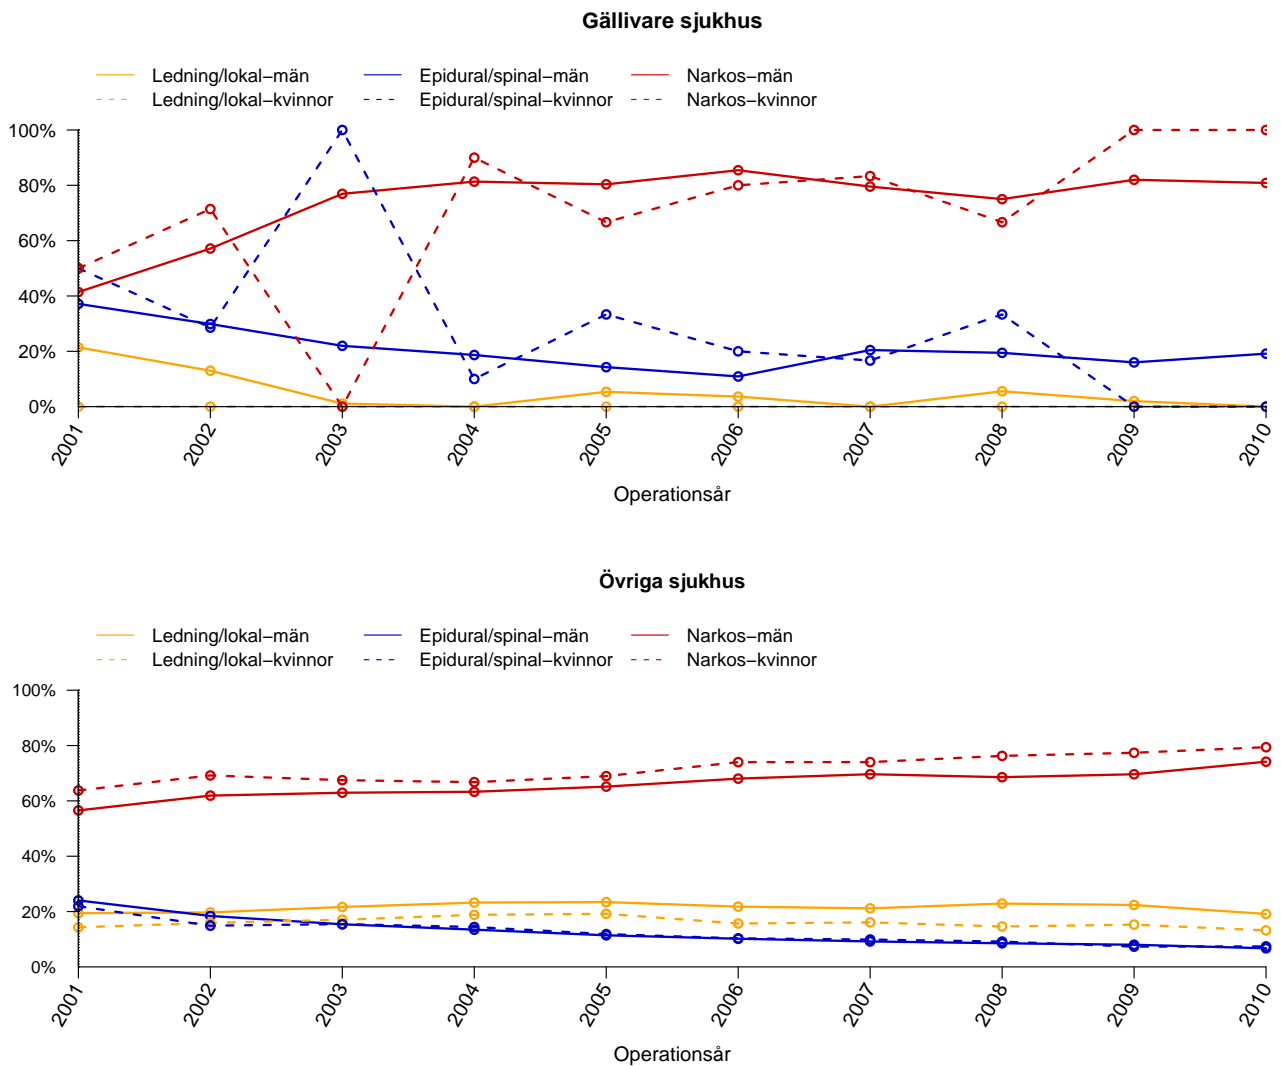 Gällivare sjukhus
Ledning/lokal−män Epidural/spinal−män Narkos−män
Ledning/lokal−kvinnor Epidural/spinal−kvinnor Narkos−kvinnor
100%
80%
60%
40%
20%
0%
2001 2002 2003 2004 2005 2006 2007 2008 2009 2010
Operationsår
Övriga sjukhus
Ledning/lokal−män Epidural/spinal−män Narkos−män
Ledning/lokal−kvinnor Epidural/spinal−kvinnor Narkos−kvinnor
100%
80%
60%
40%
20%
0%
2001 2002 2003 2004 2005 2006 2007 2008 2009 2010
Operationsår